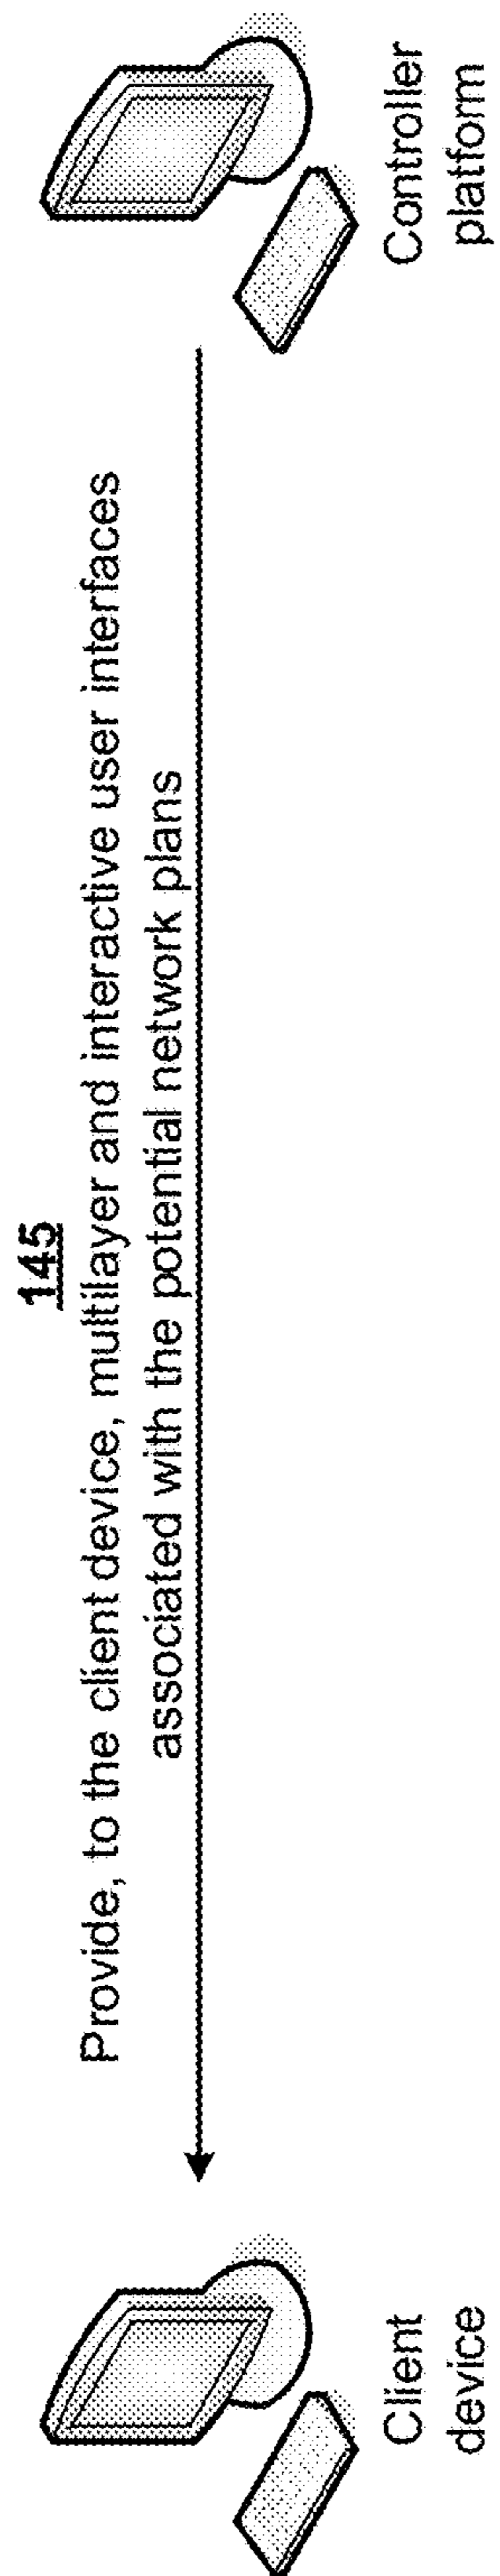 145
Provide, to the client device, multilayer and interactive user interfaces
associated with the potential network plans
Client
device
Controller
platform